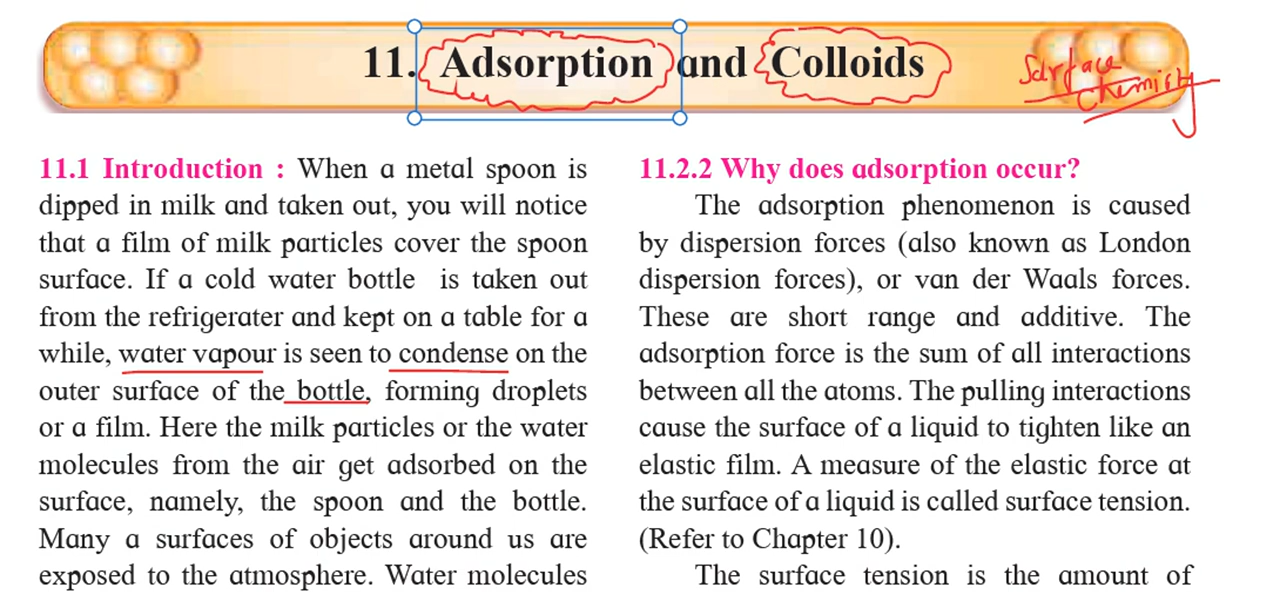 11. Adsorption and Colloids
Surface
Chemistry
11.1 Introduction : When a metal spoon is
dipped in milk and taken out, you will notice
that a film of milk particles cover the spoon
surface. If a cold water bottle is taken out
from the refrigerater and kept on a table for a
while, water vapour is seen to condense on the
outer surface of the bottle, forming droplets
or a film. Here the milk particles or the water
molecules from the air get adsorbed on the
surface, namely, the spoon and the bottle.
Many a surfaces of objects around us are
exposed to the atmosphere. Water molecules
11.2.2 Why does adsorption occur?
The adsorption phenomenon is caused
by dispersion forces (also known as London
dispersion forces), or van der Waals forces.
These are short range and additive. The
adsorption force is the sum of all interactions
between all the atoms. The pulling interactions
cause the surface of a liquid to tighten like an
elastic film. A measure of the elastic force at
the surface of a liquid is called surface tension.
(Refer to Chapter 10).
The surface tension is the amount of